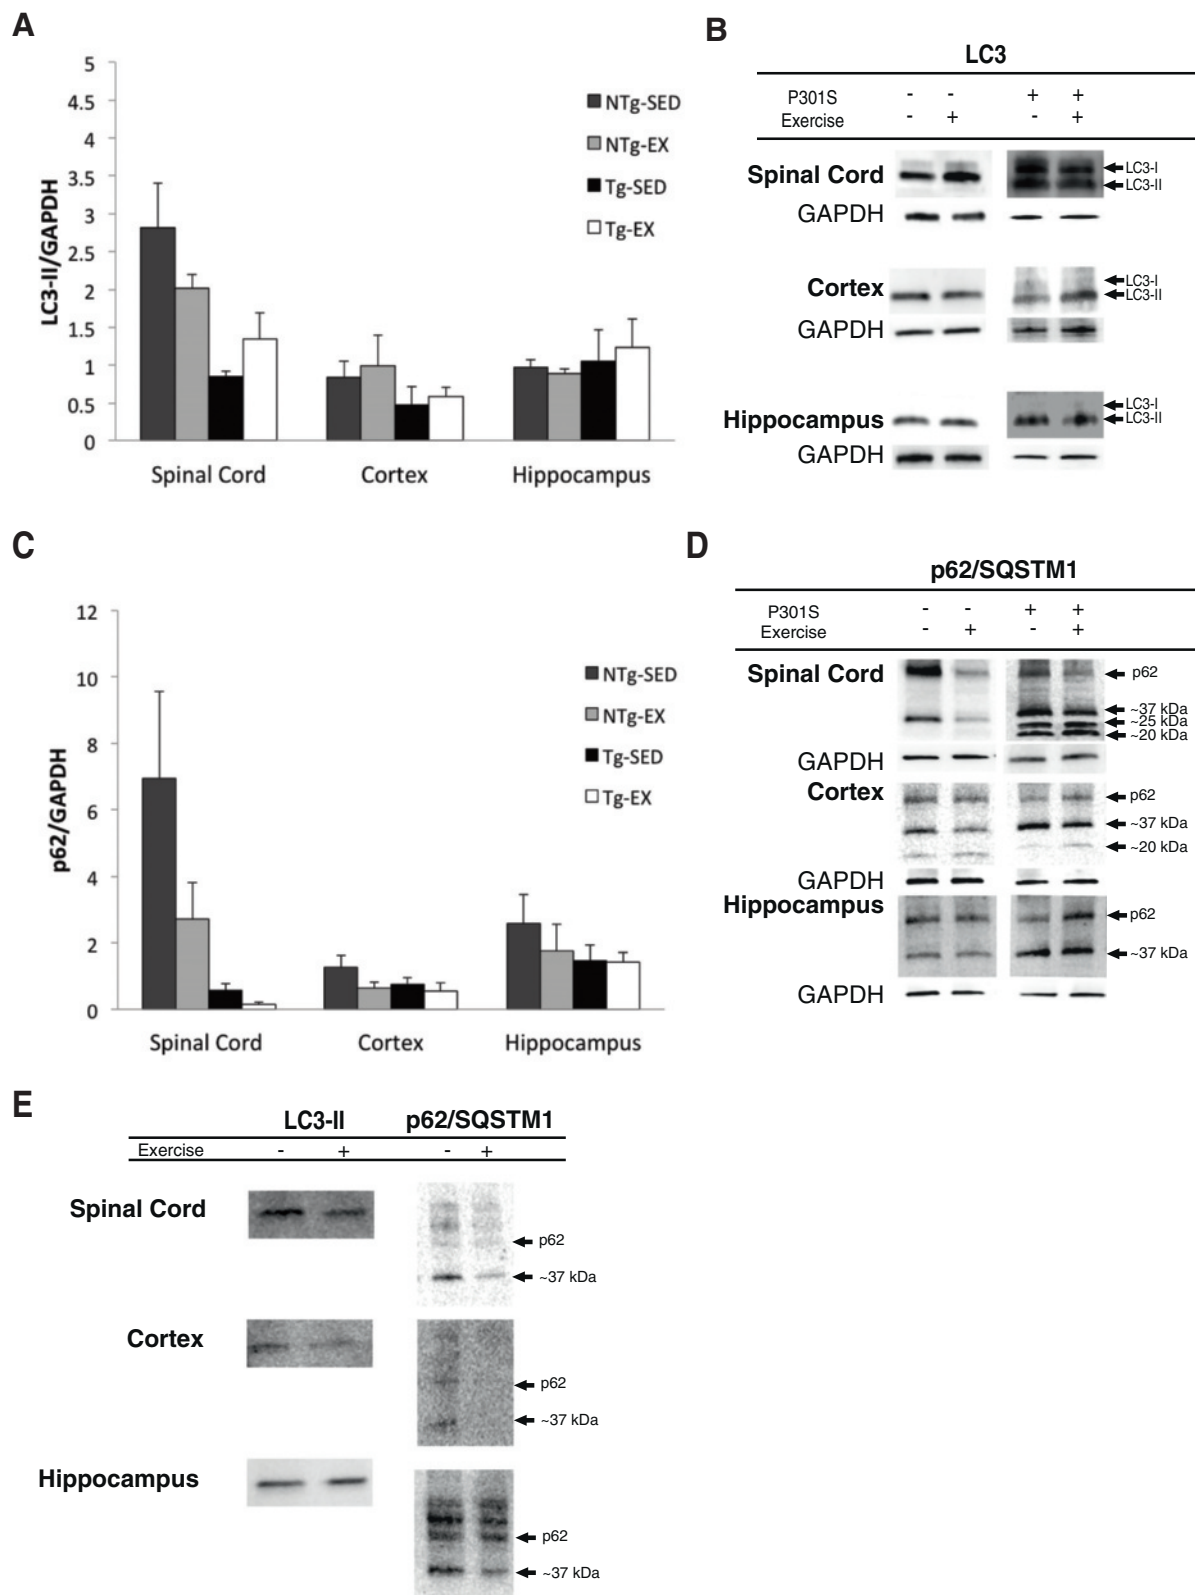 A
5
4.5
4
3.5
3
2.5
2
1.5
1
0.5
0
LC3-II/GAPDH
Spinal Cord Cortex Hippocampus
NTg-SED
NTg-EX
Tg-SED
Tg-EX
B
LC3
P301S - - + +
Exercise - + - +
Spinal Cord
LC3-I
LC3-II
GAPDH
Cortex
LC3-I
LC3-II
GAPDH
Hippocampus
LC3-I
LC3-II
GAPDH
C
12
10
8
6
4
2
0
p62/GAPDH
Spinal Cord Cortex Hippocampus
NTg-SED
NTg-EX
Tg-SED
Tg-EX
D
p62/SQSTM1
P301S - - + +
Exercise - + - +
Spinal Cord p62
~37 kDa
~25 kDa
~20 kDa
GAPDH
Cortex p62
~37 kDa
~20 kDa
GAPDH
Hippocampus p62
~37 kDa
GAPDH
E
LC3-II p62/SQSTM1
Exercise - + - +
Spinal Cord
p62
~37 kDa
Cortex
p62
~37 kDa
Hippocampus
p62
~37 kDa